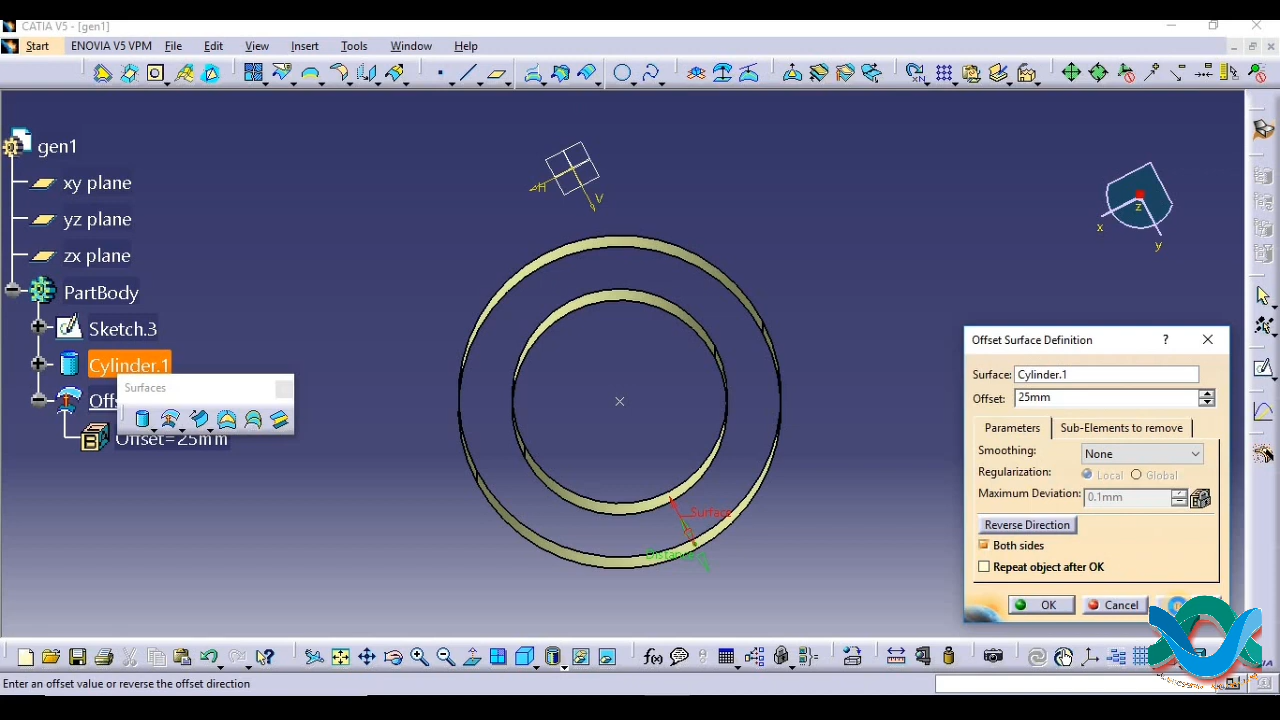 CATIA V5 - [gen1]
Start ENOVIA V5 VPM File Edit View Insert Tools Window Help
gen1
xy plane
yz plane
zx plane
PartBody
Sketch.3
Cylinder.1
Surfaces
Offs
Offset=25mm
H
V
z
x
y
Surface
Distance
Offset Surface Definition
Surface: Cylinder.1
Offset: 25mm
Parameters Sub-Elements to remove
Smoothing: None
Regularization: Local Global
Maximum Deviation: 0.1mm
Reverse Direction
Both sides
Repeat object after OK
OK Cancel
Enter an offset value or reverse the offset direction